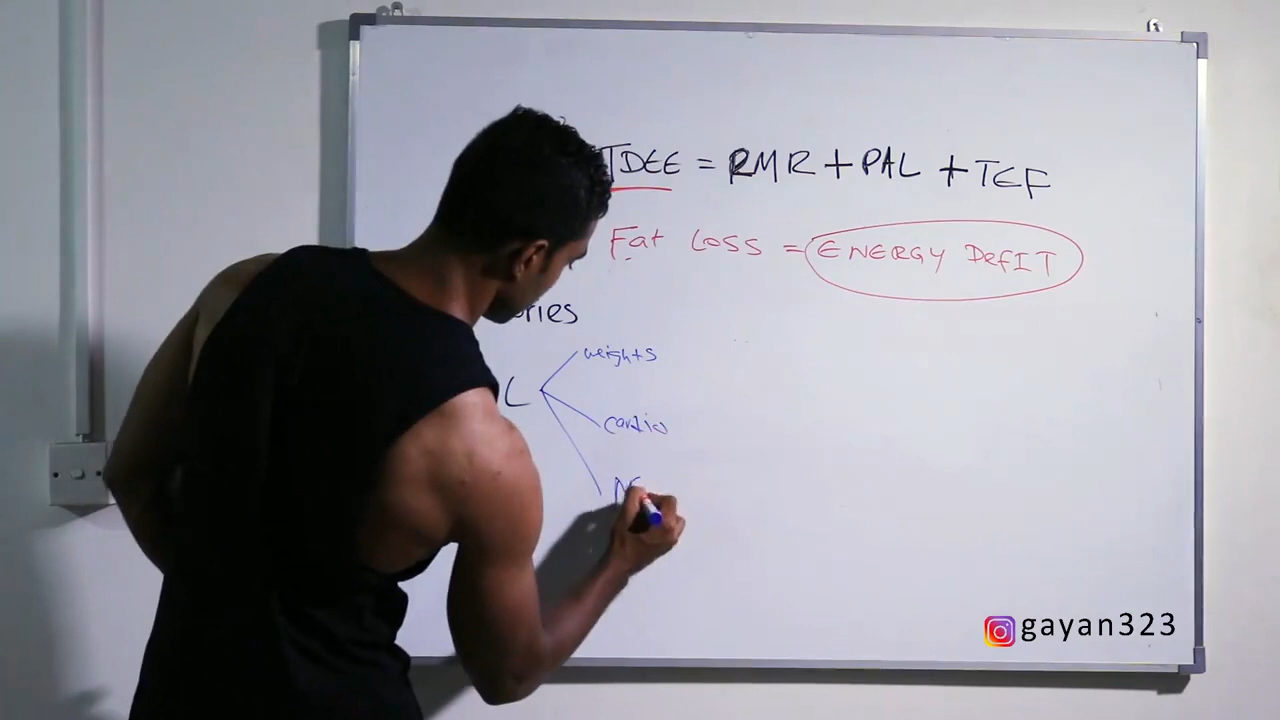 TDEE = RMR + PAL + TEF
Fat Loss = ENERGY DefIT
weights
cardio
gayan323